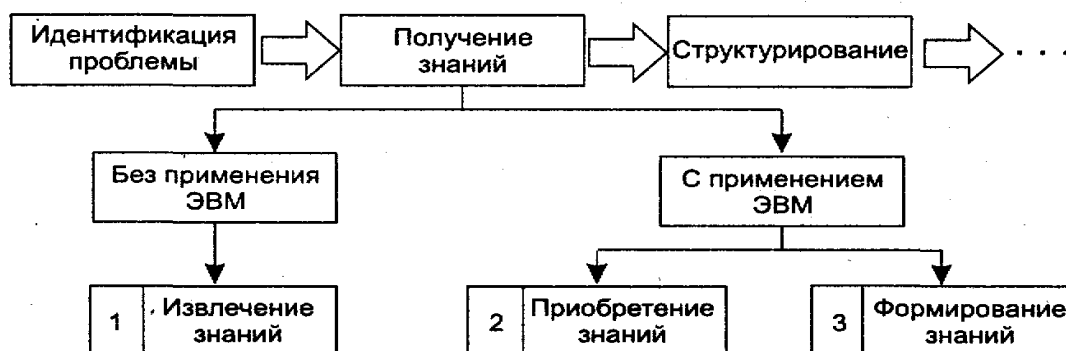 Идентификация
проблемы
Получение
знаний
Структурирование
. . .
Без применения
ЭВМ
С применением
ЭВМ
1
Извлечение
знаний
2
Приобретение
знаний
3
Формирование
знаний